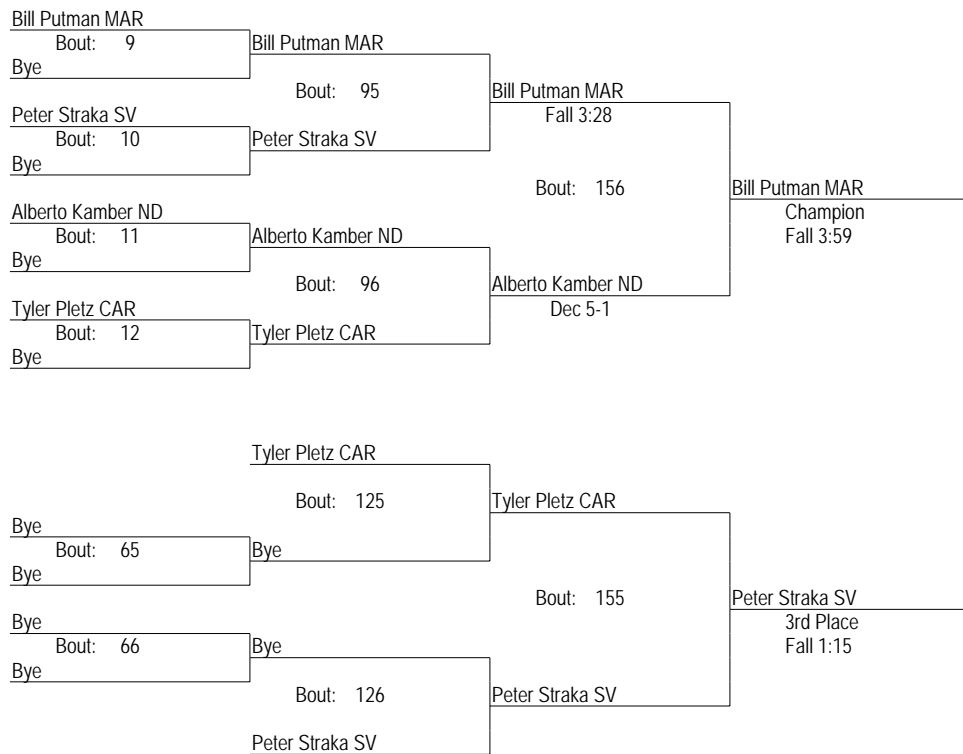 Bill Putman MAR
Bout: 9
Bill Putman MAR
Bye
Bout: 95
Bill Putman MAR
Peter Straka SV
Fall 3:28
Bout: 10
Peter Straka SV
Bye
Bout: 156
Bill Putman MAR
Alberto Kamber ND
Champion
Bout: 11
Alberto Kamber ND
Fall 3:59
Bye
Bout: 96
Alberto Kamber ND
Tyler Pletz CAR
Dec 5-1
Bout: 12
Tyler Pletz CAR
Bye
Tyler Pletz CAR
Bout: 125
Tyler Pletz CAR
Bye
Bout: 65
Bye
Bye
Bout: 155
Peter Straka SV
Bye
3rd Place
Bout: 66
Bye
Fall 1:15
Bye
Bout: 126
Peter Straka SV
Peter Straka SV